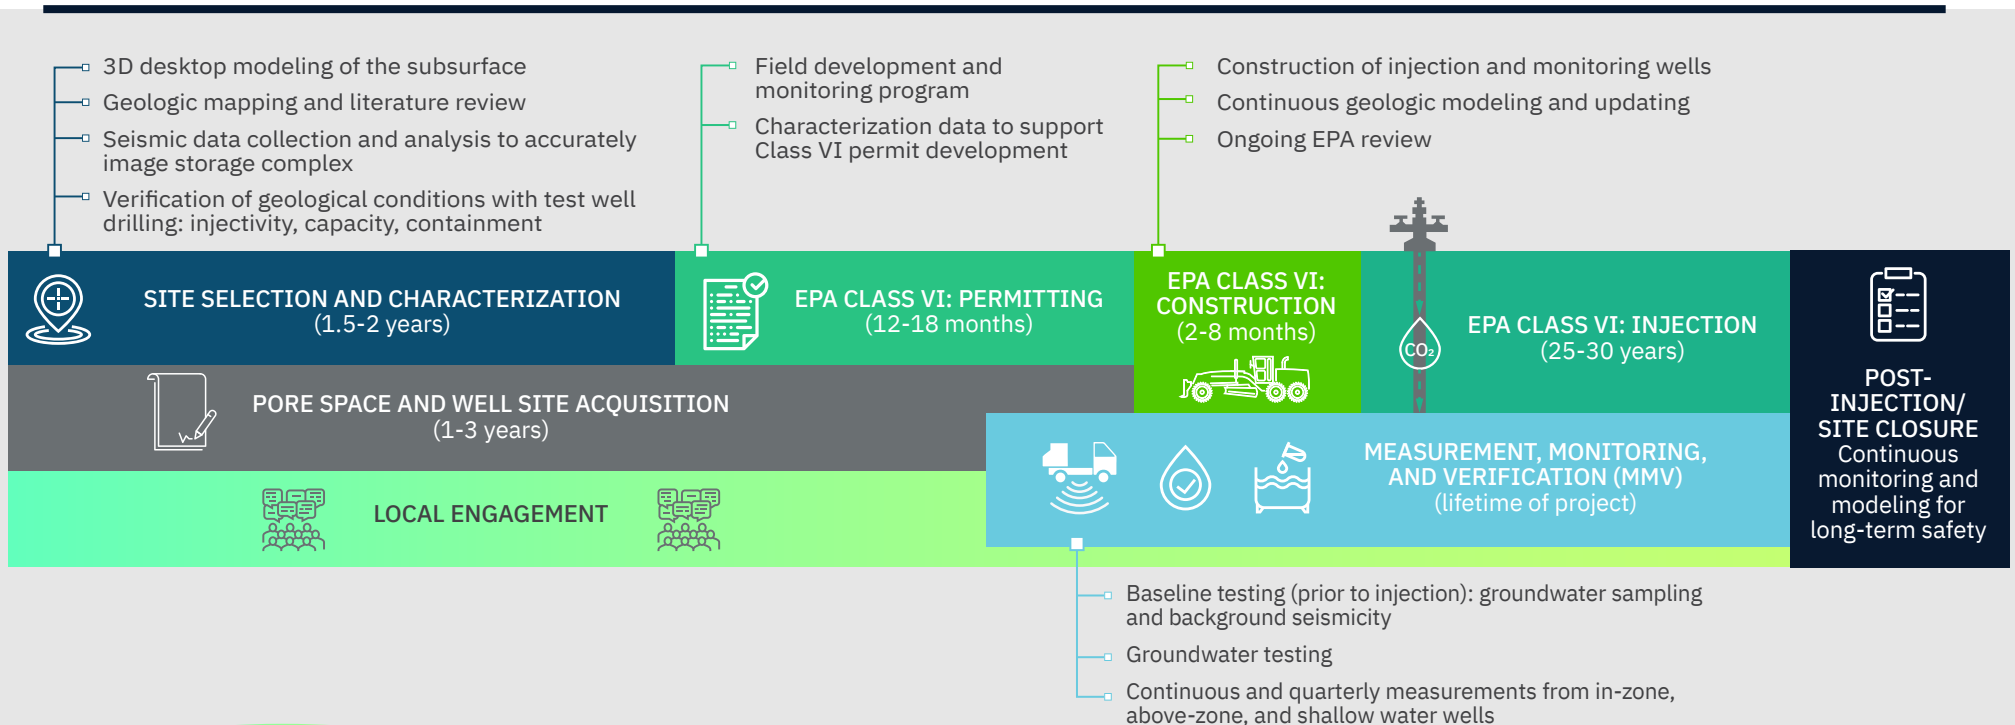 3D desktop modeling of the subsurface
Geologic mapping and literature review
Seismic data collection and analysis to accurately
image storage complex
Verification of geological conditions with test well
drilling: injectivity, capacity, containment
Field development and
monitoring program
Characterization data to support
Class VI permit development
Construction of injection and monitoring wells
Continuous geologic modeling and updating
Ongoing EPA review
SITE SELECTION AND CHARACTERIZATION
(1.5-2 years)
EPA CLASS VI: PERMITTING
(12-18 months)
EPA CLASS VI:
CONSTRUCTION
(2-8 months)
CO₂
EPA CLASS VI: INJECTION
(25-30 years)
POST-
INJECTION/
SITE CLOSURE
Continuous
monitoring and
modeling for
long-term safety
PORE SPACE AND WELL SITE ACQUISITION
(1-3 years)
MEASUREMENT, MONITORING,
AND VERIFICATION (MMV)
(lifetime of project)
LOCAL ENGAGEMENT
Baseline testing (prior to injection): groundwater sampling
and background seismicity
Groundwater testing
Continuous and quarterly measurements from in-zone,
above-zone, and shallow water wells